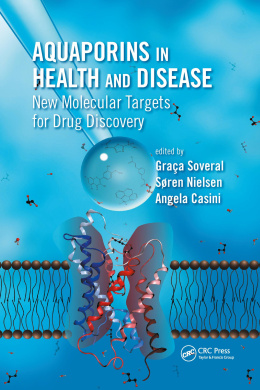 AQUAPORINS IN
HEALTH AND DISEASE
New Molecular Targets
for Drug Discovery
edited by
Graça Soveral
Søren Nielsen
Angela Casini
CRC
CRC Press
Taylor & Francis Group